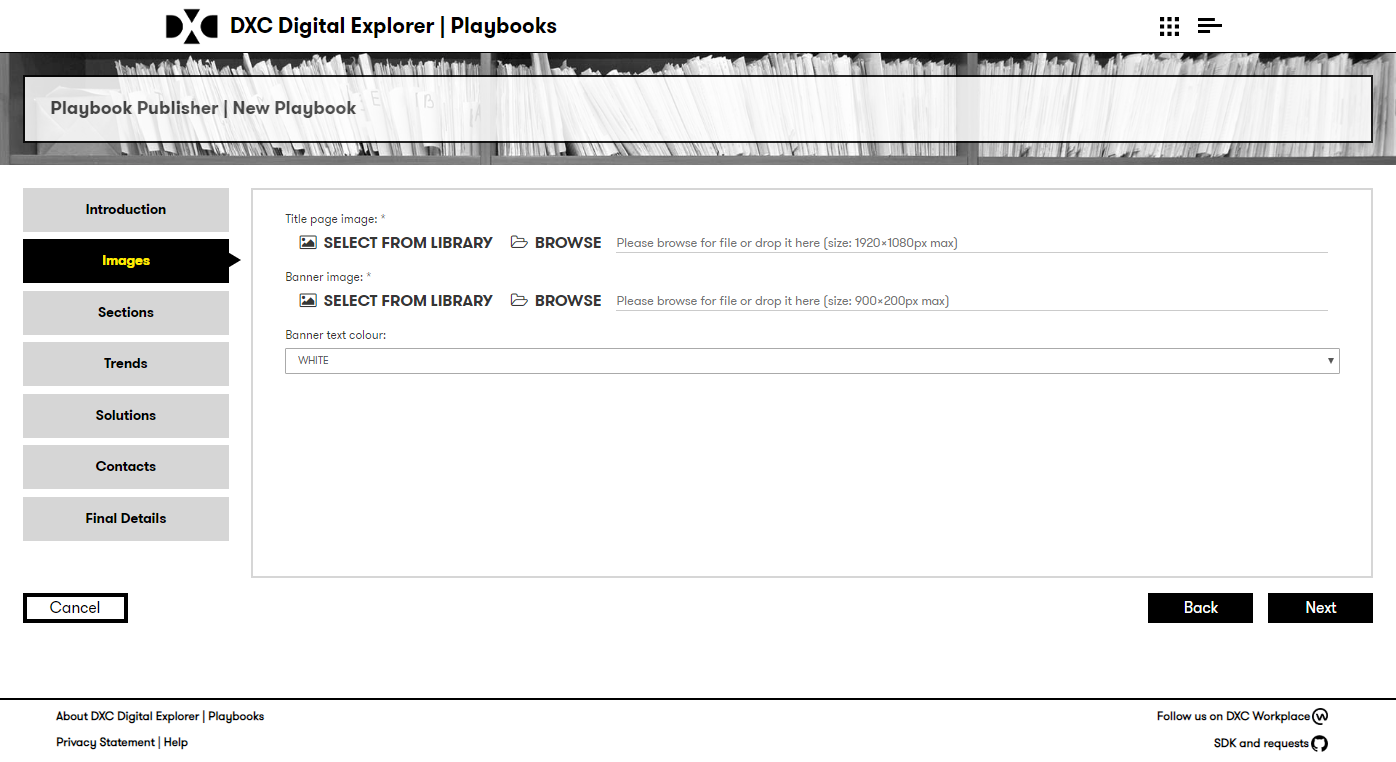 DXC Digital Explorer | Playbooks
Playbook Publisher | New Playbook
Introduction
Images
Sections
Trends
Solutions
Contacts
Final Details
Title page image: *
SELECT FROM LIBRARY BROWSE Please browse for file or drop it here (size: 1920×1080px max)
Banner image: *
SELECT FROM LIBRARY BROWSE Please browse for file or drop it here (size: 900×200px max)
Banner text colour:
WHITE
Cancel
Back
Next
About DXC Digital Explorer | Playbooks
Privacy Statement | Help
Follow us on DXC Workplace
SDK and requests